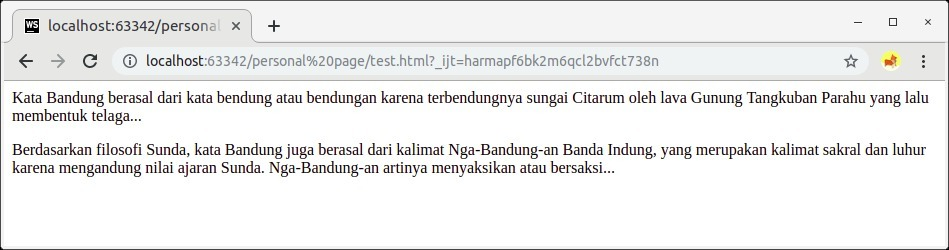 WS localhost:63342/personal
localhost:63342/personal%20page/test.html?_ijt=harmapf6bk2m6qcl2bvfct738n
Kata Bandung berasal dari kata bendung atau bendungan karena terbendungnya sungai Citarum oleh lava Gunung Tangkuban Parahu yang lalu
membentuk telaga...
Berdasarkan filosofi Sunda, kata Bandung juga berasal dari kalimat Nga-Bandung-an Banda Indung, yang merupakan kalimat sakral dan luhur
karena mengandung nilai ajaran Sunda. Nga-Bandung-an artinya menyaksikan atau bersaksi...